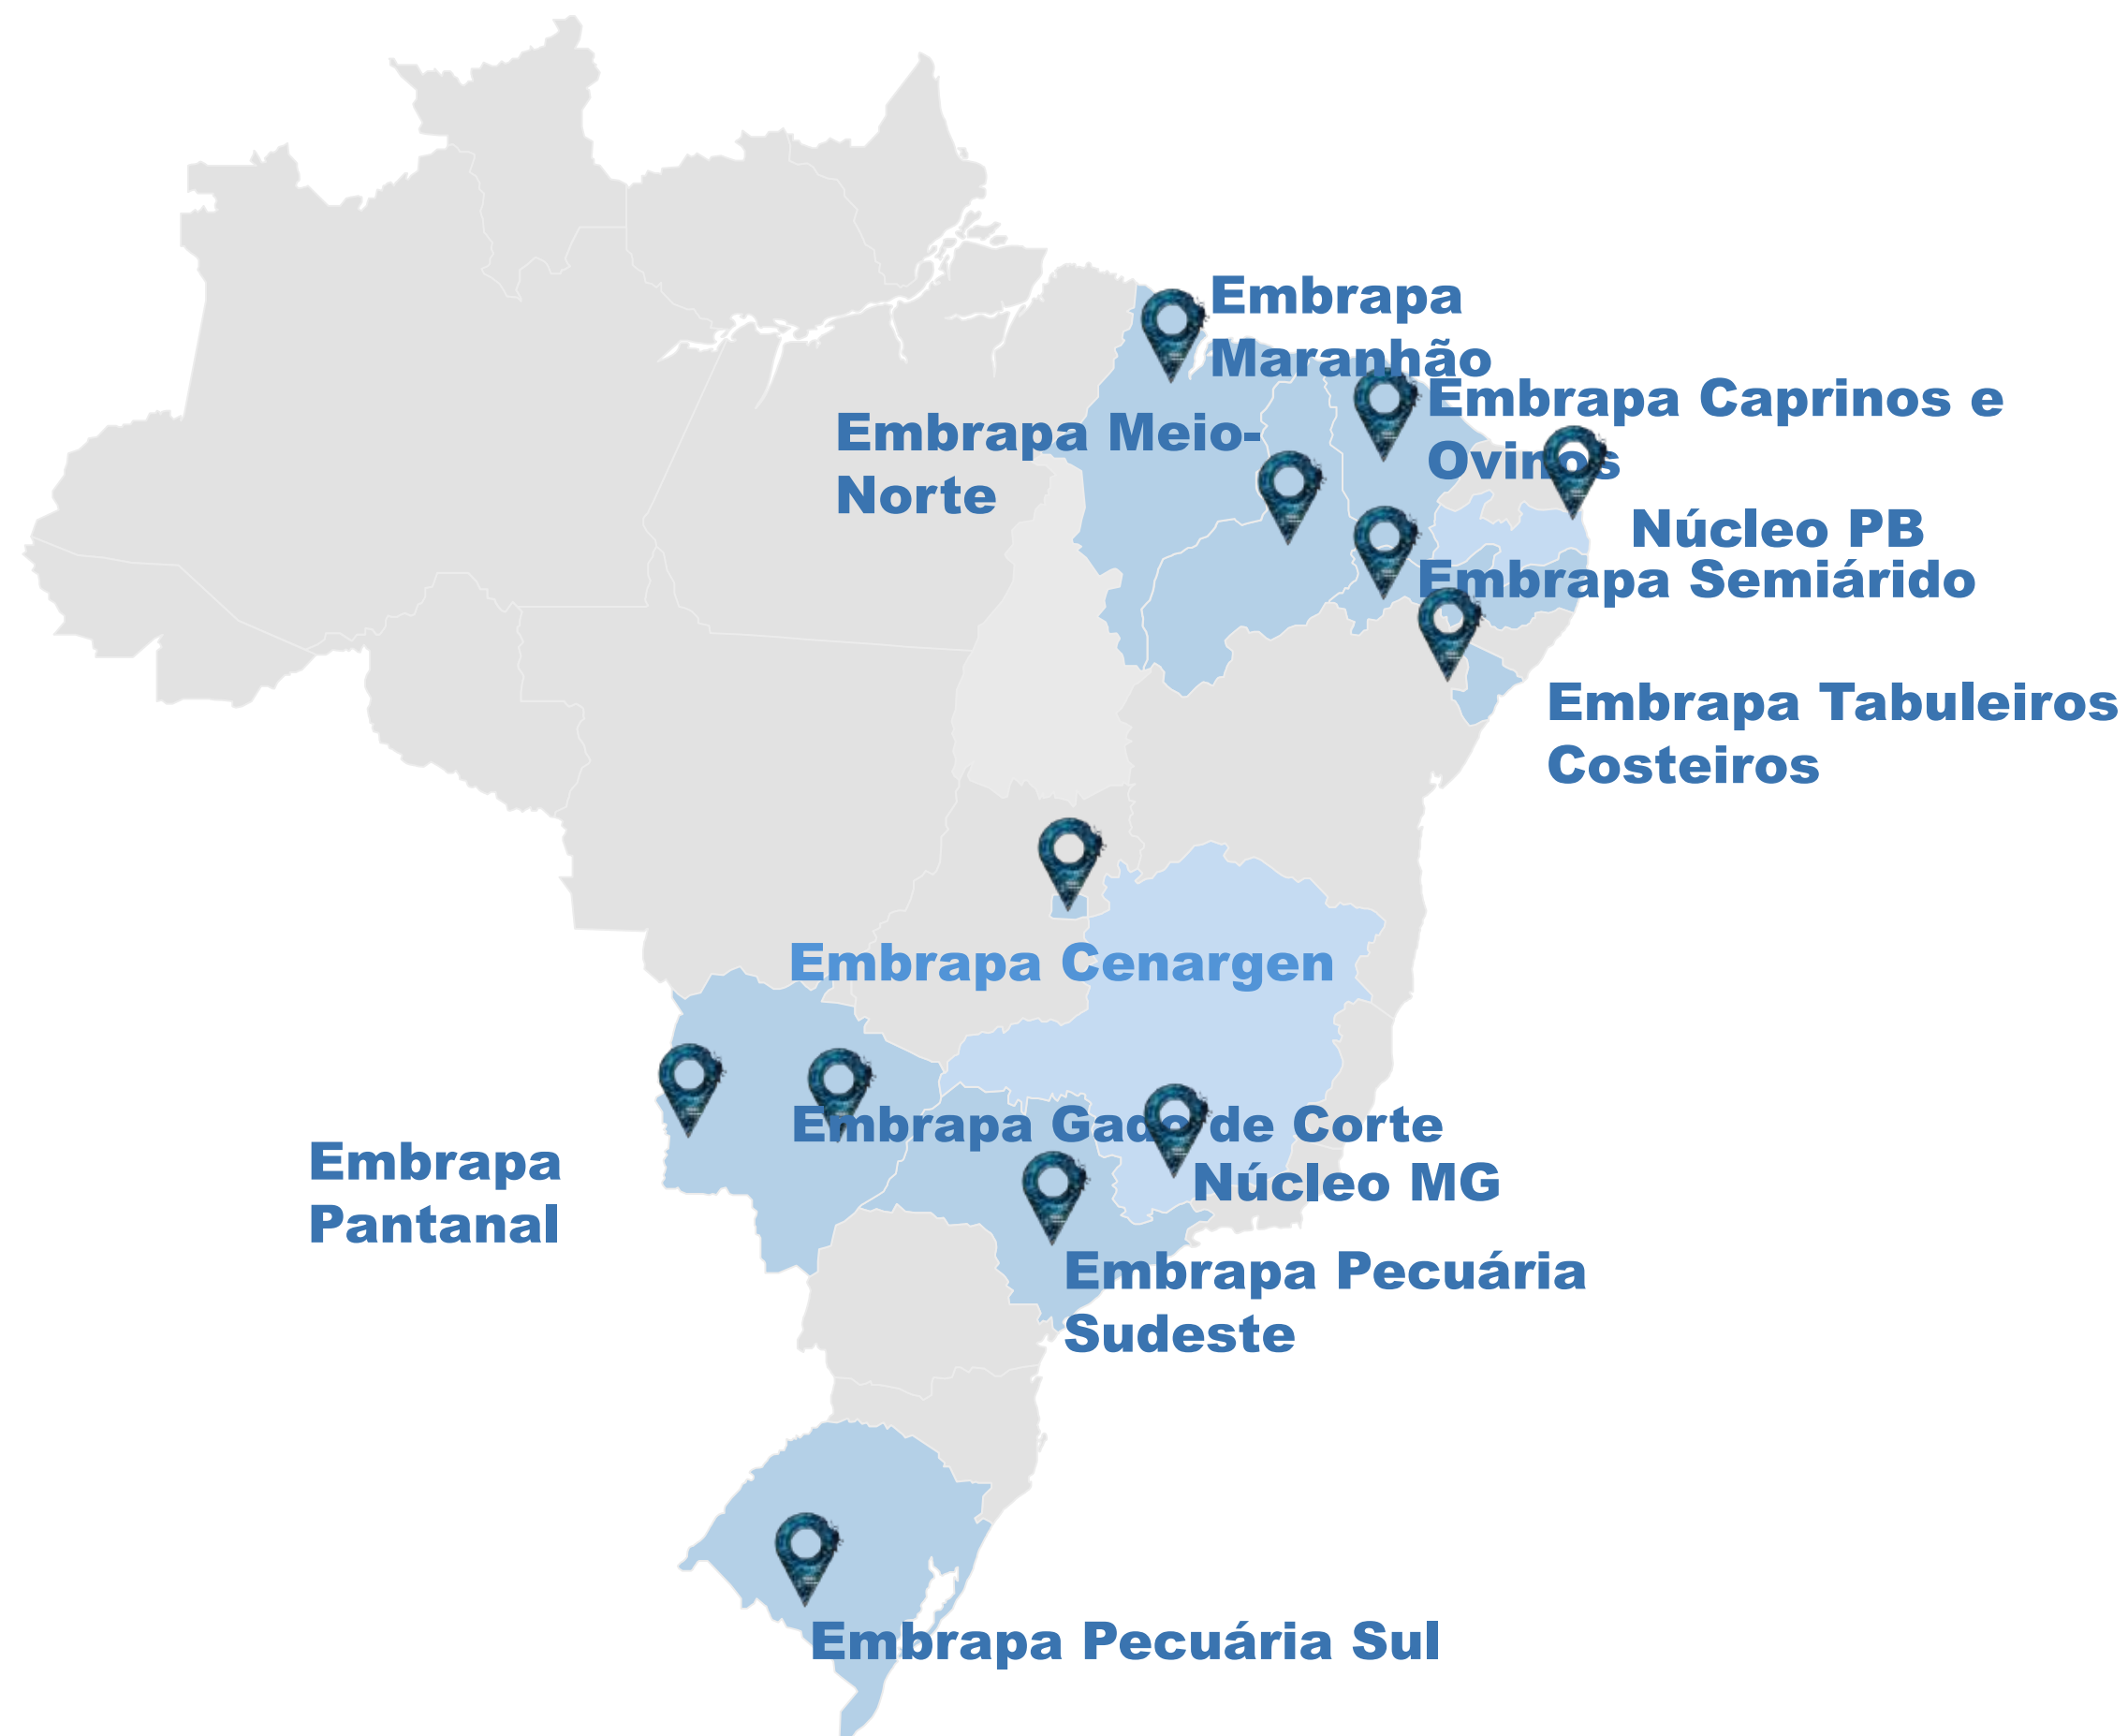 Embrapa
Maranhão
Embrapa Caprinos e
Ovinos
Embrapa Meio-
Norte
Núcleo PB
Embrapa Semiárido
Embrapa Tabuleiros
Costeiros
Embrapa Cenargen
Embrapa Gado de Corte
Embrapa
Pantanal
Núcleo MG
Embrapa Pecuária
Sudeste
Embrapa Pecuária Sul